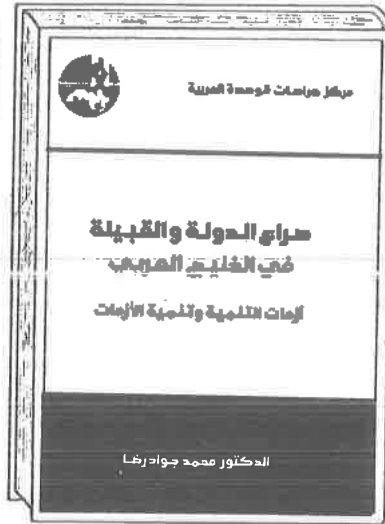 مركز دراسات الوحدة العربية
صراع الدولة والقبيلة
في الخليج العربي
أزمات التنمية وتنمية الأزمات
الدكتور محمد جواد رضا